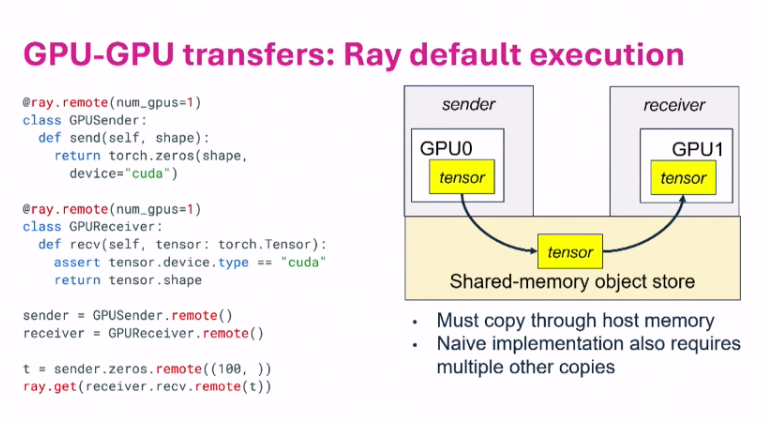 GPU-GPU transfers: Ray default execution
@ray.remote(num_gpus=1)
class GPUSender:
  def send(self, shape):
    return torch.zeros(shape,
      device="cuda")
@ray.remote(num_gpus=1)
class GPUReceiver:
  def recv(self, tensor: torch.Tensor):
    assert tensor.device.type == "cuda"
    return tensor.shape
sender = GPUSender.remote()
receiver = GPUReceiver.remote()
t = sender.zeros.remote((100, ))
ray.get(receiver.recv.remote(t))
sender
receiver
GPU0
GPU1
tensor
tensor
tensor
Shared-memory object store
• Must copy through host memory
• Naive implementation also requires
multiple other copies